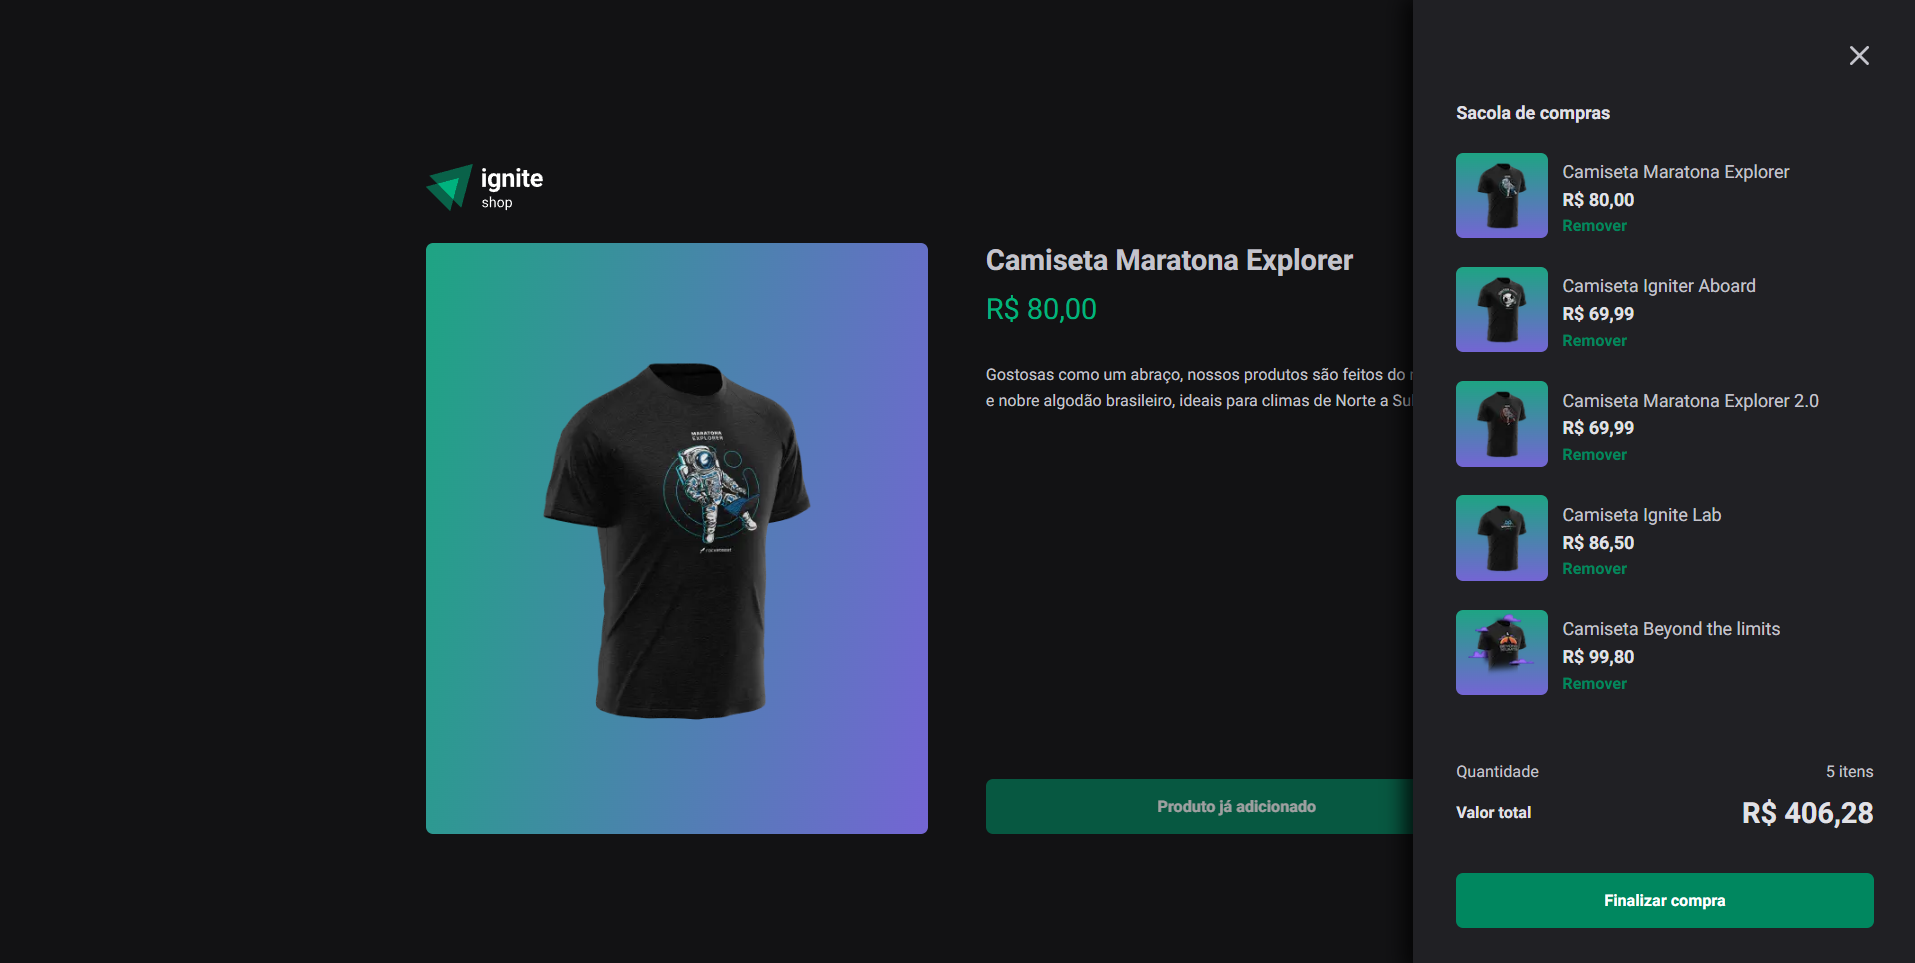 ignite
shop
Camiseta Maratona Explorer
R$ 80,00
Gostosas como um abraço, nossos produtos são feitos do
e nobre algodão brasileiro, ideais para climas de Norte a Sul
MARATONA
EXPLORER
Produto já adicionado
Sacola de compras
Camiseta Maratona Explorer
R$ 80,00
Remover
Camiseta Igniter Aboard
R$ 69,99
Remover
Camiseta Maratona Explorer 2.0
R$ 69,99
Remover
Camiseta Ignite Lab
R$ 86,50
Remover
Camiseta Beyond the limits
R$ 99,80
Remover
Quantidade
5 itens
Valor total
R$ 406,28
Finalizar compra